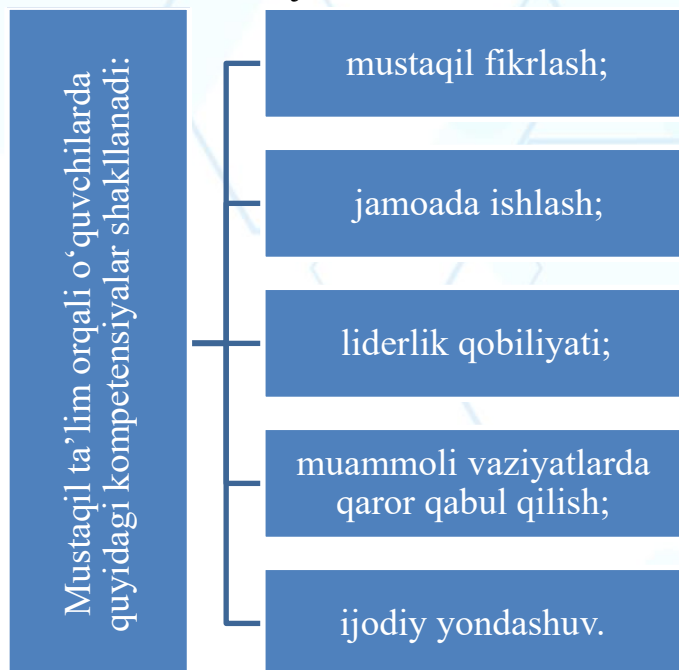 Mustaqil ta’lim orqali o‘quvchilarda
quyidagi kompetensiyalar shakllanadi:
mustaqil fikrlash;
jamoada ishlash;
liderlik qobiliyati;
muammoli vaziyatlarda
qaror qabul qilish;
ijodiy yondashuv.